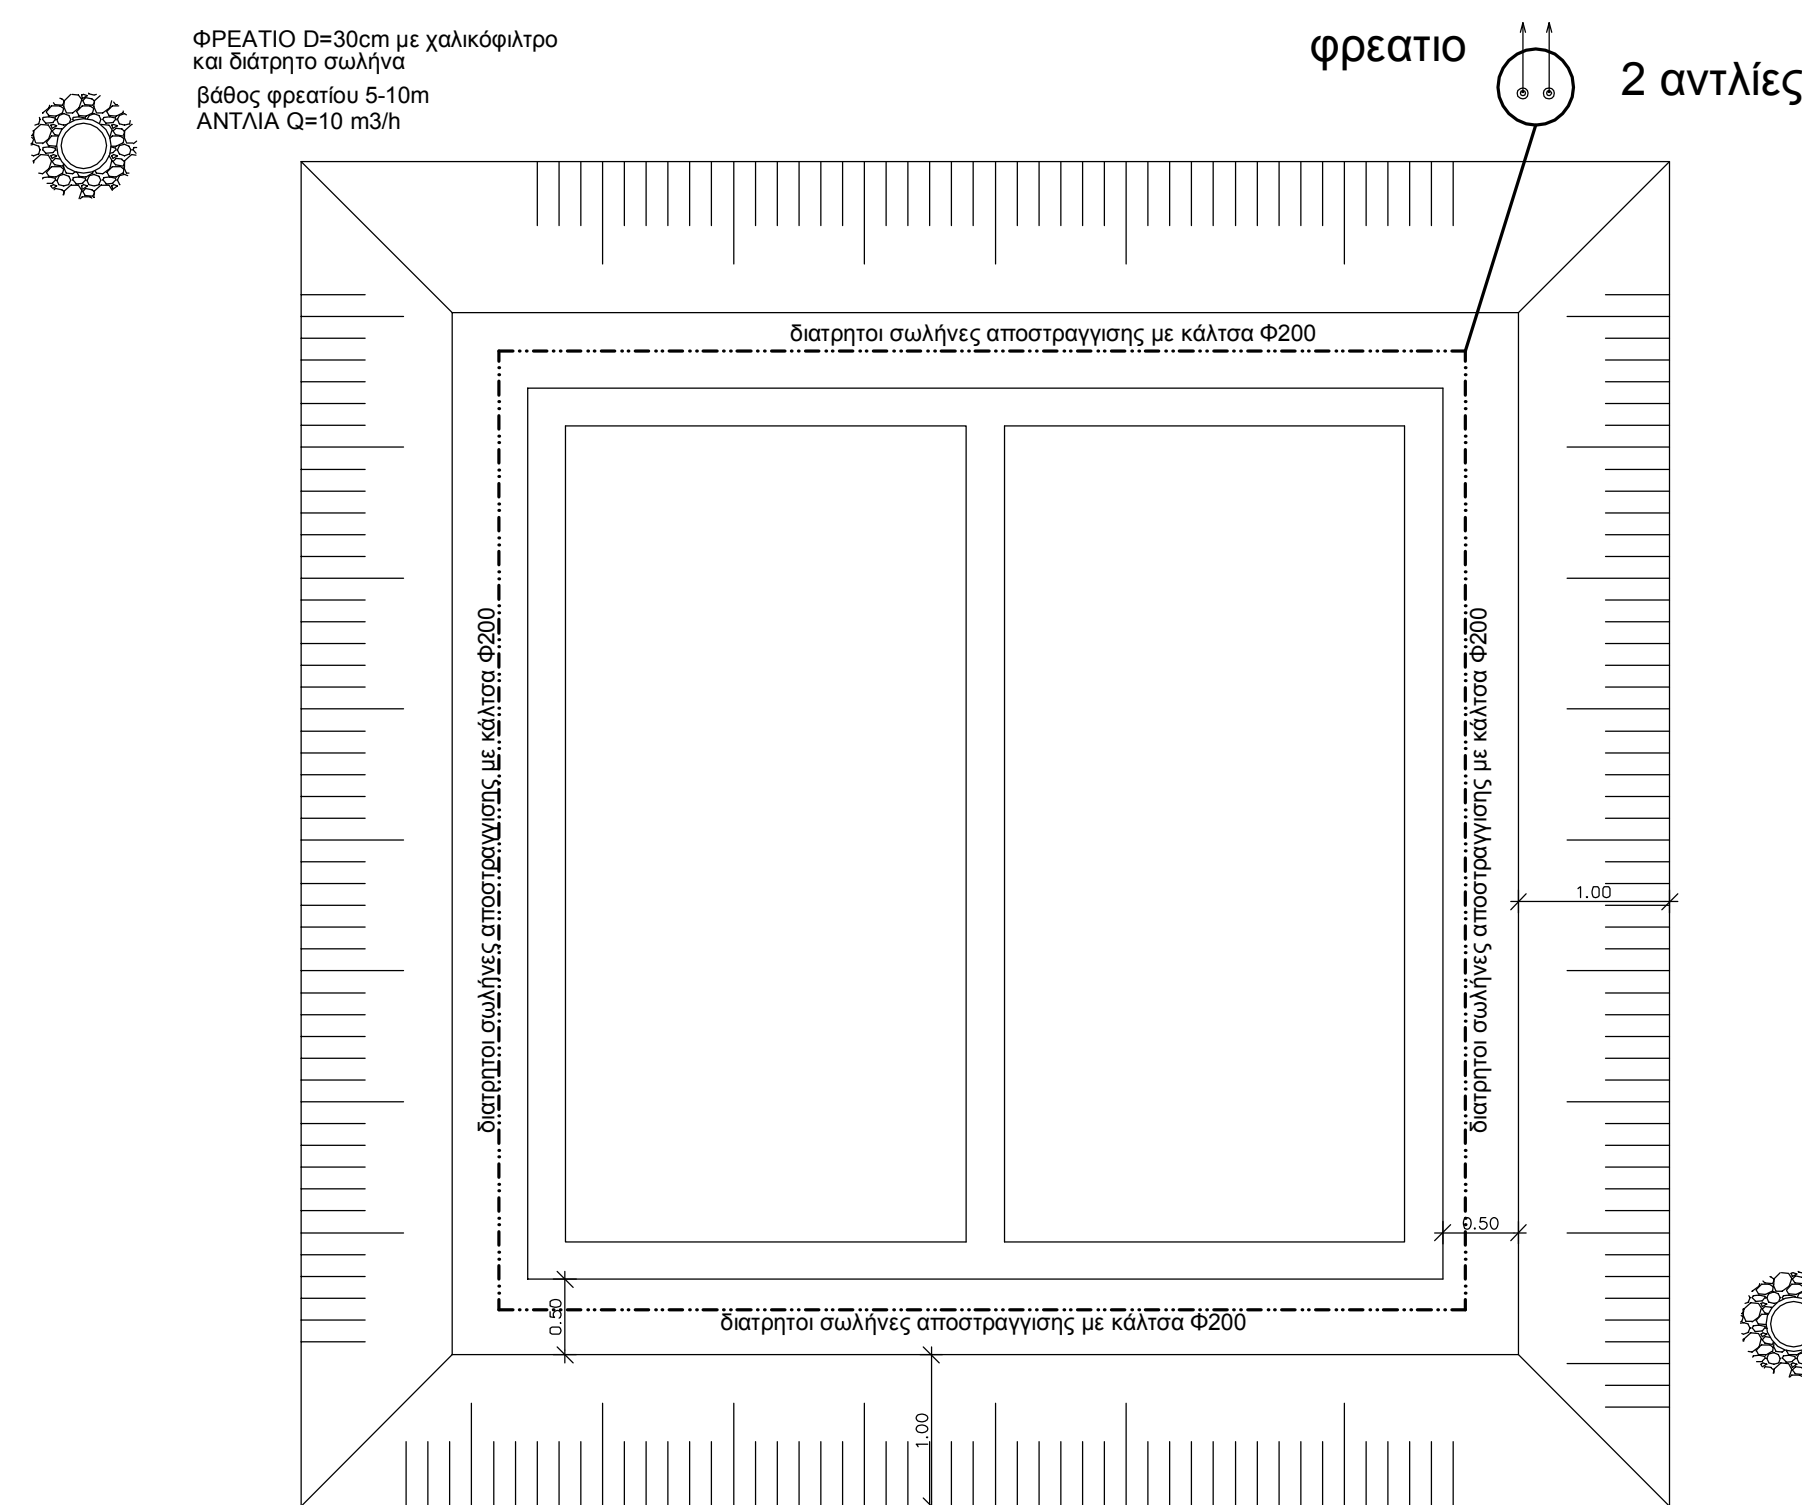 ΦΡΕΑΤΙΟ D=30cm με χαλικόφιλτρο
και διάτρητο σωλήνα
βάθος φρεατίου 5-10m
ΑΝΤΛΙΑ Q=10 m3/h
φρεατιο
2 αντλίες
διατρητοι σωλήνες αποστραγγισης με κάλτσα Φ200
διατρητοι σωλήνες αποστραγγισης με κάλτσα Φ200
διατρητοι σωλήνες αποστραγγισης με κάλτσα Φ200
1.00
0.50
0.50
διατρητοι σωλήνες αποστραγγισης με κάλτσα Φ200
1.00